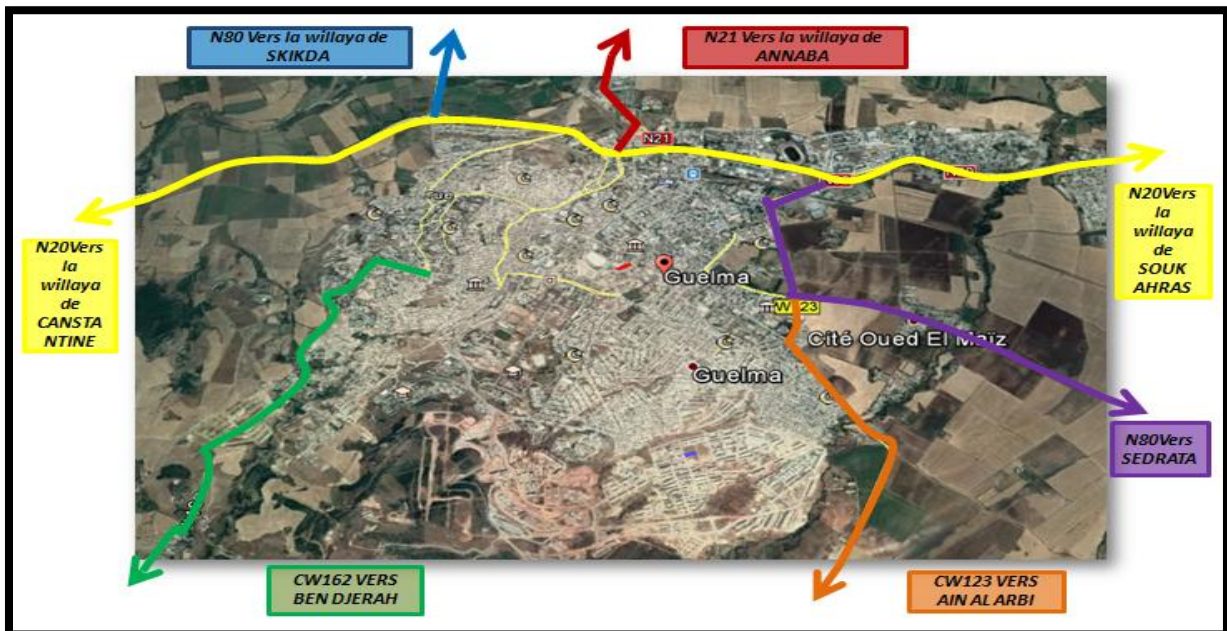 N80 Vers la willaya de
SKIKDA
N21 Vers la willaya de
ANNABA
N21
N20Vers
la
willaya
de
CANSTA
NTINE
N20Vers
la
willaya
de
SOUK
AHRAS
rue
Guelma
Cité Oued El Maïz
Guelma
N80Vers
SEDRATA
CW162 VERS
BEN DJERAH
CW123 VERS
AIN AL ARBI